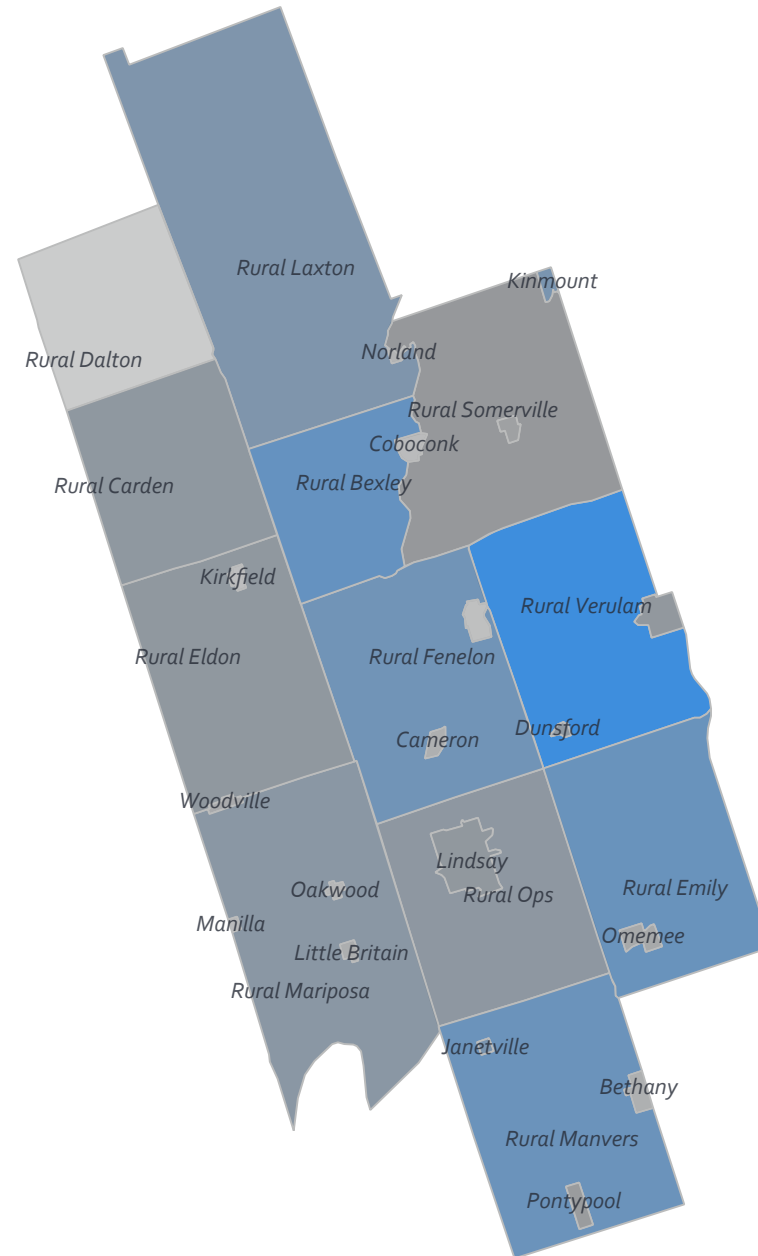 Rural Laxton
Kinmount
Norland
Rural Dalton
Rural Somerville
Coboconk
Rural Bexley
Rural Carden
Kirkfield
Rural Verulam
Rural Eldon
Rural Fenelon
Dunsford
Cameron
Woodville
Lindsay
Rural Emily
Oakwood
Rural Ops
Manilla
Omemee
Little Britain
Rural Mariposa
Janetville
Bethany
Rural Manvers
Pontypool